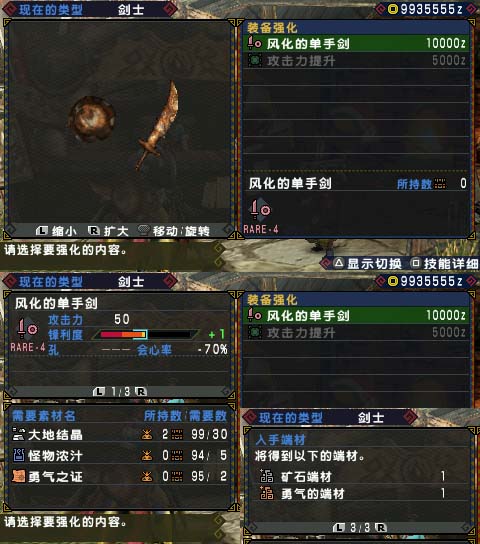 现在的类型 剑士
9935555z
装备强化
风化的单手剑 10000z
攻击力提升 5000z
风化的单手剑 所持数 0
RARE-4
L 缩小 R 扩大 移动/旋转
请选择要强化的内容。
△显示切换 □技能详细
现在的类型 剑士
9935555z
风化的单手剑
攻击力 50
锋利度 +1
RARE-4 孔 --- 会心率 -70%
L 1/3 R
装备强化
风化的单手剑 10000z
攻击力提升 5000z
需要素材名 所持数/需要数
大地结晶 2 99/30
怪物浓汁 0 94/ 5
勇气之证 0 95/ 2
请选择要强化的内容。
现在的类型 剑士
入手端材
将得到以下的端材。
矿石端材 1
勇气的端材 1
L 3/3 R